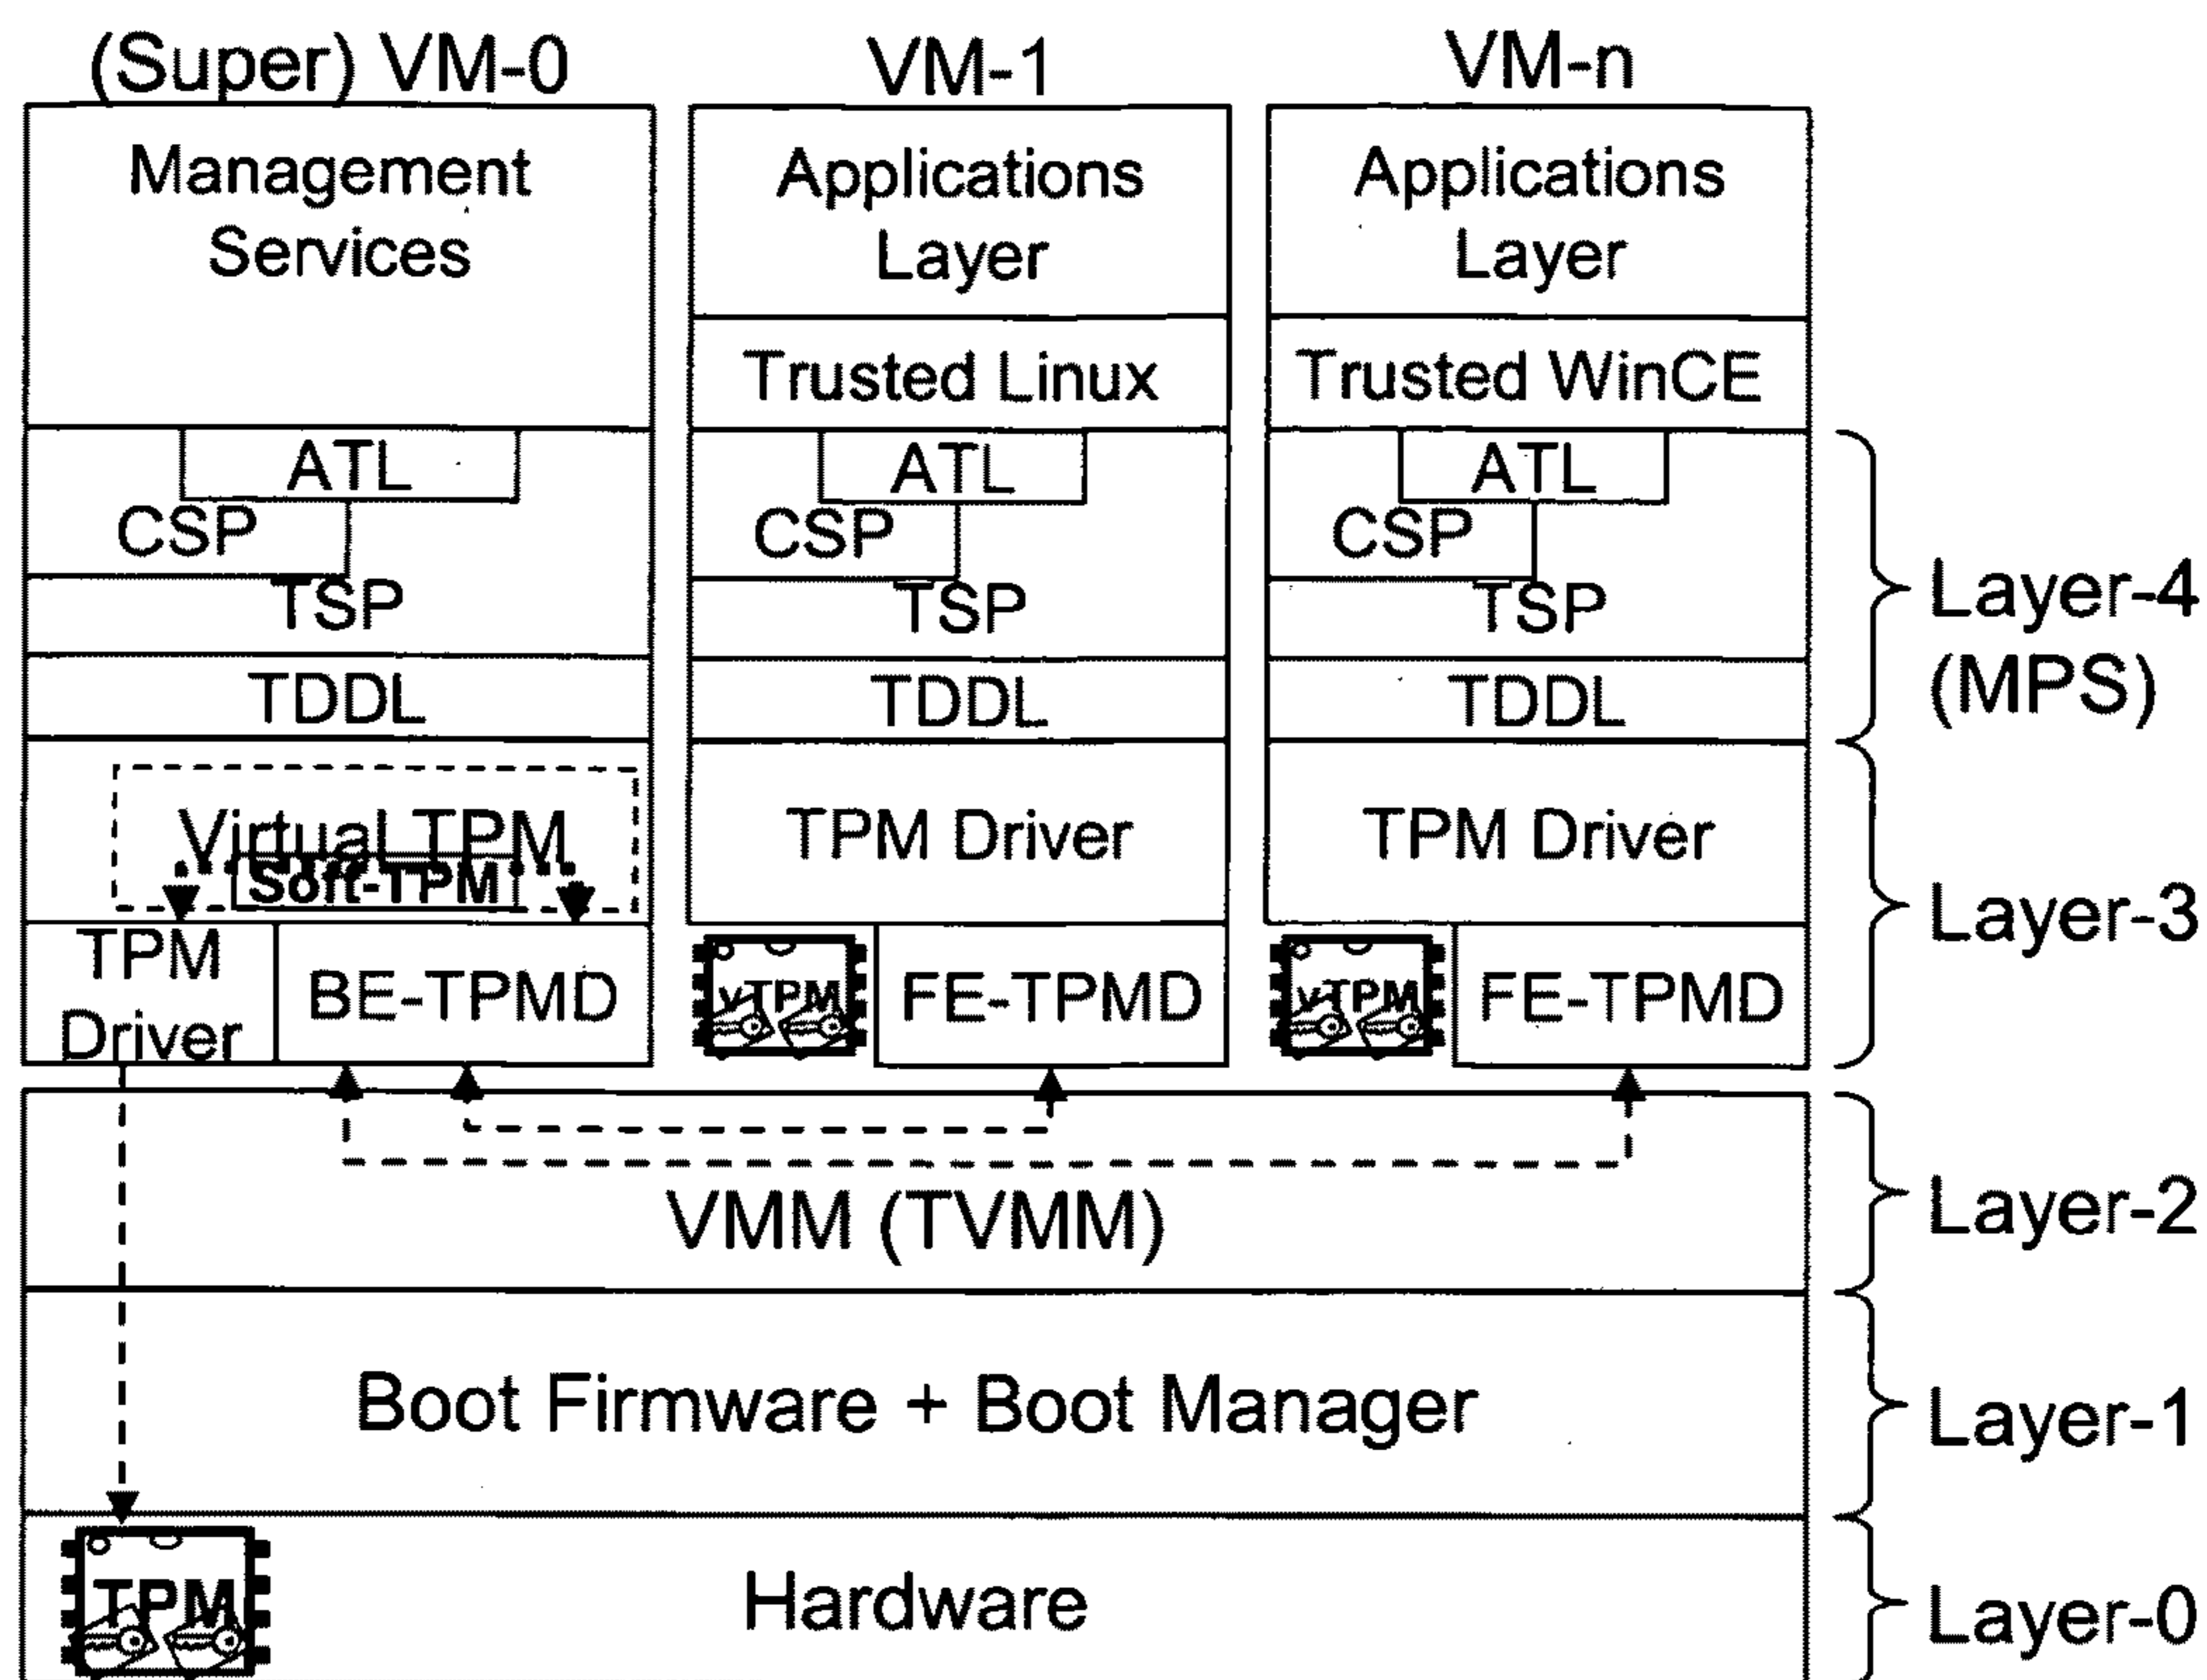 (Super) VM-0
Management
Services
ATL
CSP
TSP
TDDL
Virtual TPM
Soft-TPM
TPM
Driver
BE-TPMD
VM-1
Applications
Layer
Trusted Linux
ATL
CSP
TSP
TDDL
TPM Driver
vTPM
FE-TPMD
VM-n
Applications
Layer
Trusted WinCE
ATL
CSP
TSP
TDDL
TPM Driver
vTPM
FE-TPMD
VMM (TVMM)
Boot Firmware + Boot Manager
TPM
Hardware
Layer-4
(MPS)
Layer-3
Layer-2
Layer-1
Layer-0